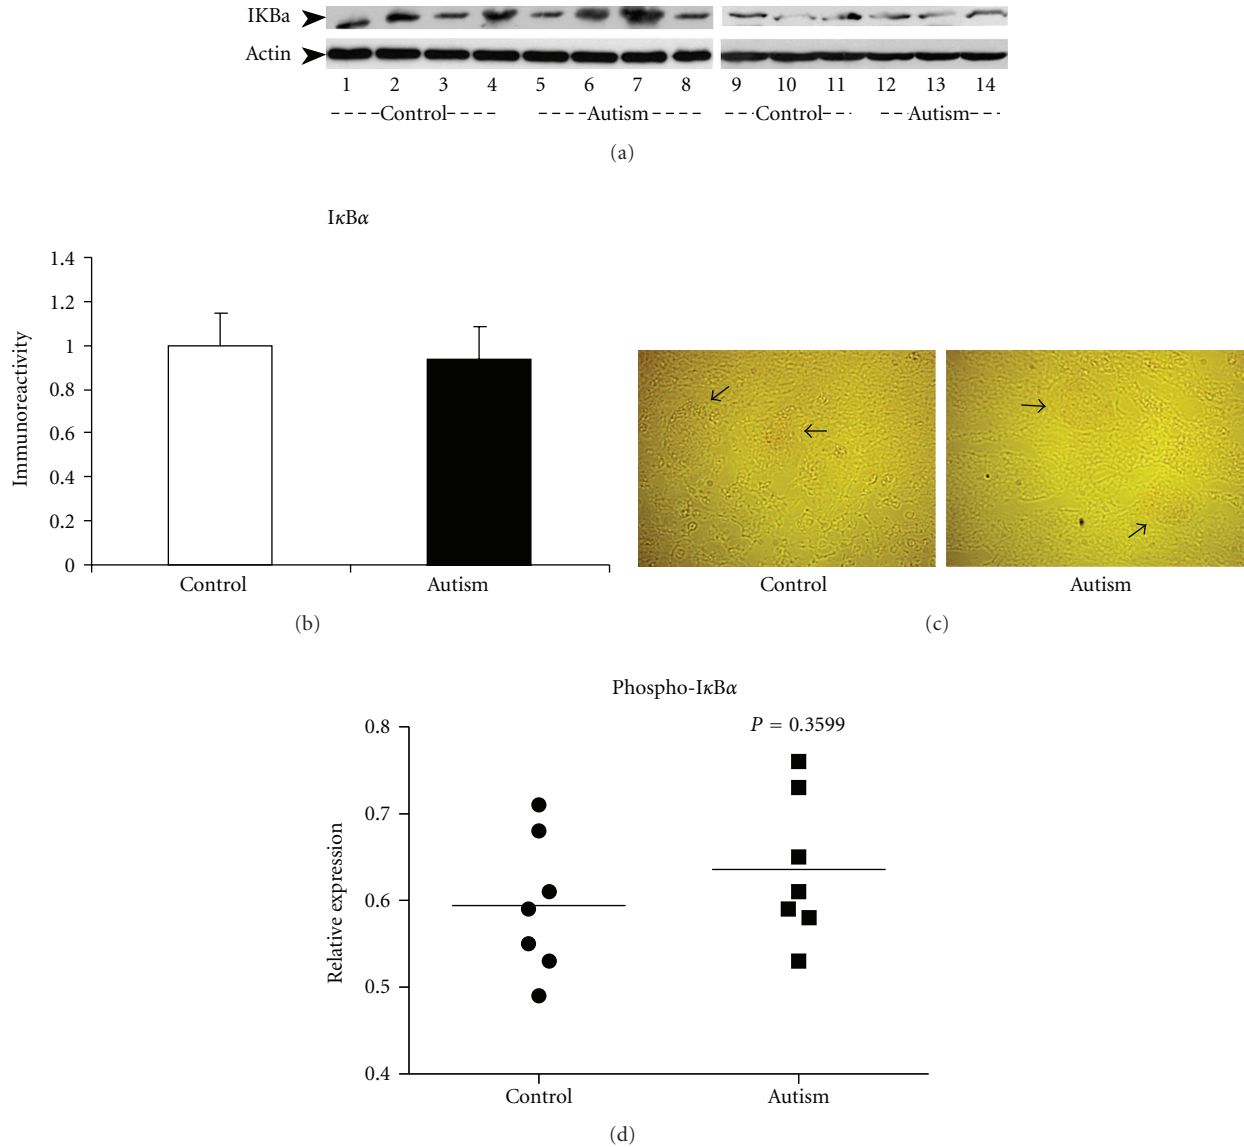 IKBa
Actin
1 2 3 4 5 6 7 8 9 10 11 12 13 14
Control Autism Control Autism
(a)
IκBα
1.4
1.2
1
0.8
0.6
0.4
0.2
0
Immunoreactivity
Control Autism
(b)
Control Autism
(c)
Phospho-IκBα
P = 0.3599
0.8
0.7
0.6
0.5
0.4
Relative expression
Control Autism
(d)